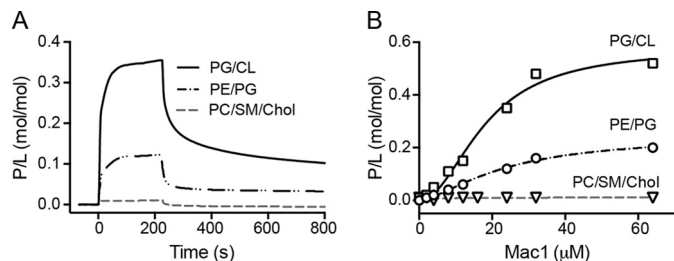 A
P/L (mol/mol)
0.4
0.3
0.2
0.1
0.0
PG/CL
PE/PG
PC/SM/Chol
0 200 400 600 800
Time (s)
B
P/L (mol/mol)
0.6
0.4
0.2
0.0
PG/CL
PE/PG
PC/SM/Chol
0 20 40 60
Mac1 (μM)